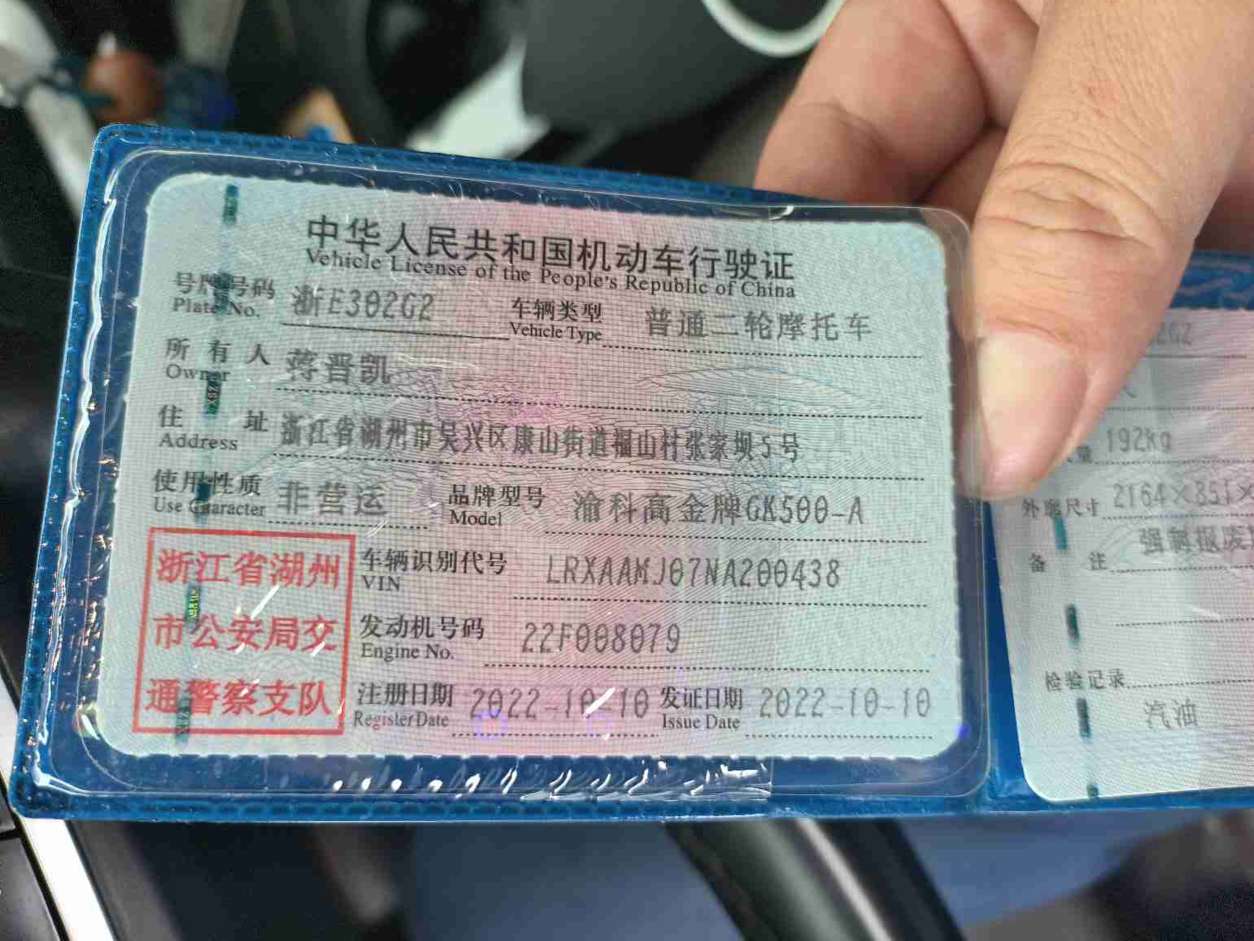 中华人民共和国机动车行驶证
Vehicle License of the People's Republic of China
号牌号码 浙E302G2 车辆类型 普通二轮摩托车
Plate No. Vehicle Type
所有人 蒋晋凯
Owner
住址 浙江省湖州市吴兴区康山街道福山村张家坝5号
Address
使用性质 非营运 品牌型号 渝科高金牌GK500-A
Use Character Model
浙江省湖州
市公安局交
通警察支队
车辆识别代号 LRXAAMJ07NA200438
VIN
发动机号码 22F008079
Engine No.
注册日期 2022-10-10 发证日期 2022-10-10
Register Date Issue Date
02G2
量 192kg
外廓尺寸 2164×851×
备注 强制报废
检验记录
汽油